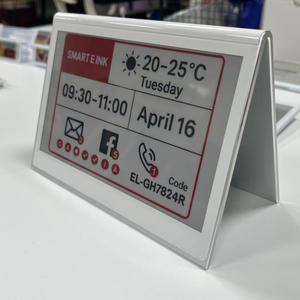 SMART E INK
20-25°C
Tuesday
09:30-11:00
April 16
Code
EL-GH7824R